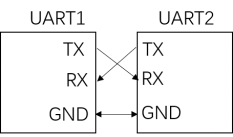 UART1 UART2
TX TX
RX RX
GND GND